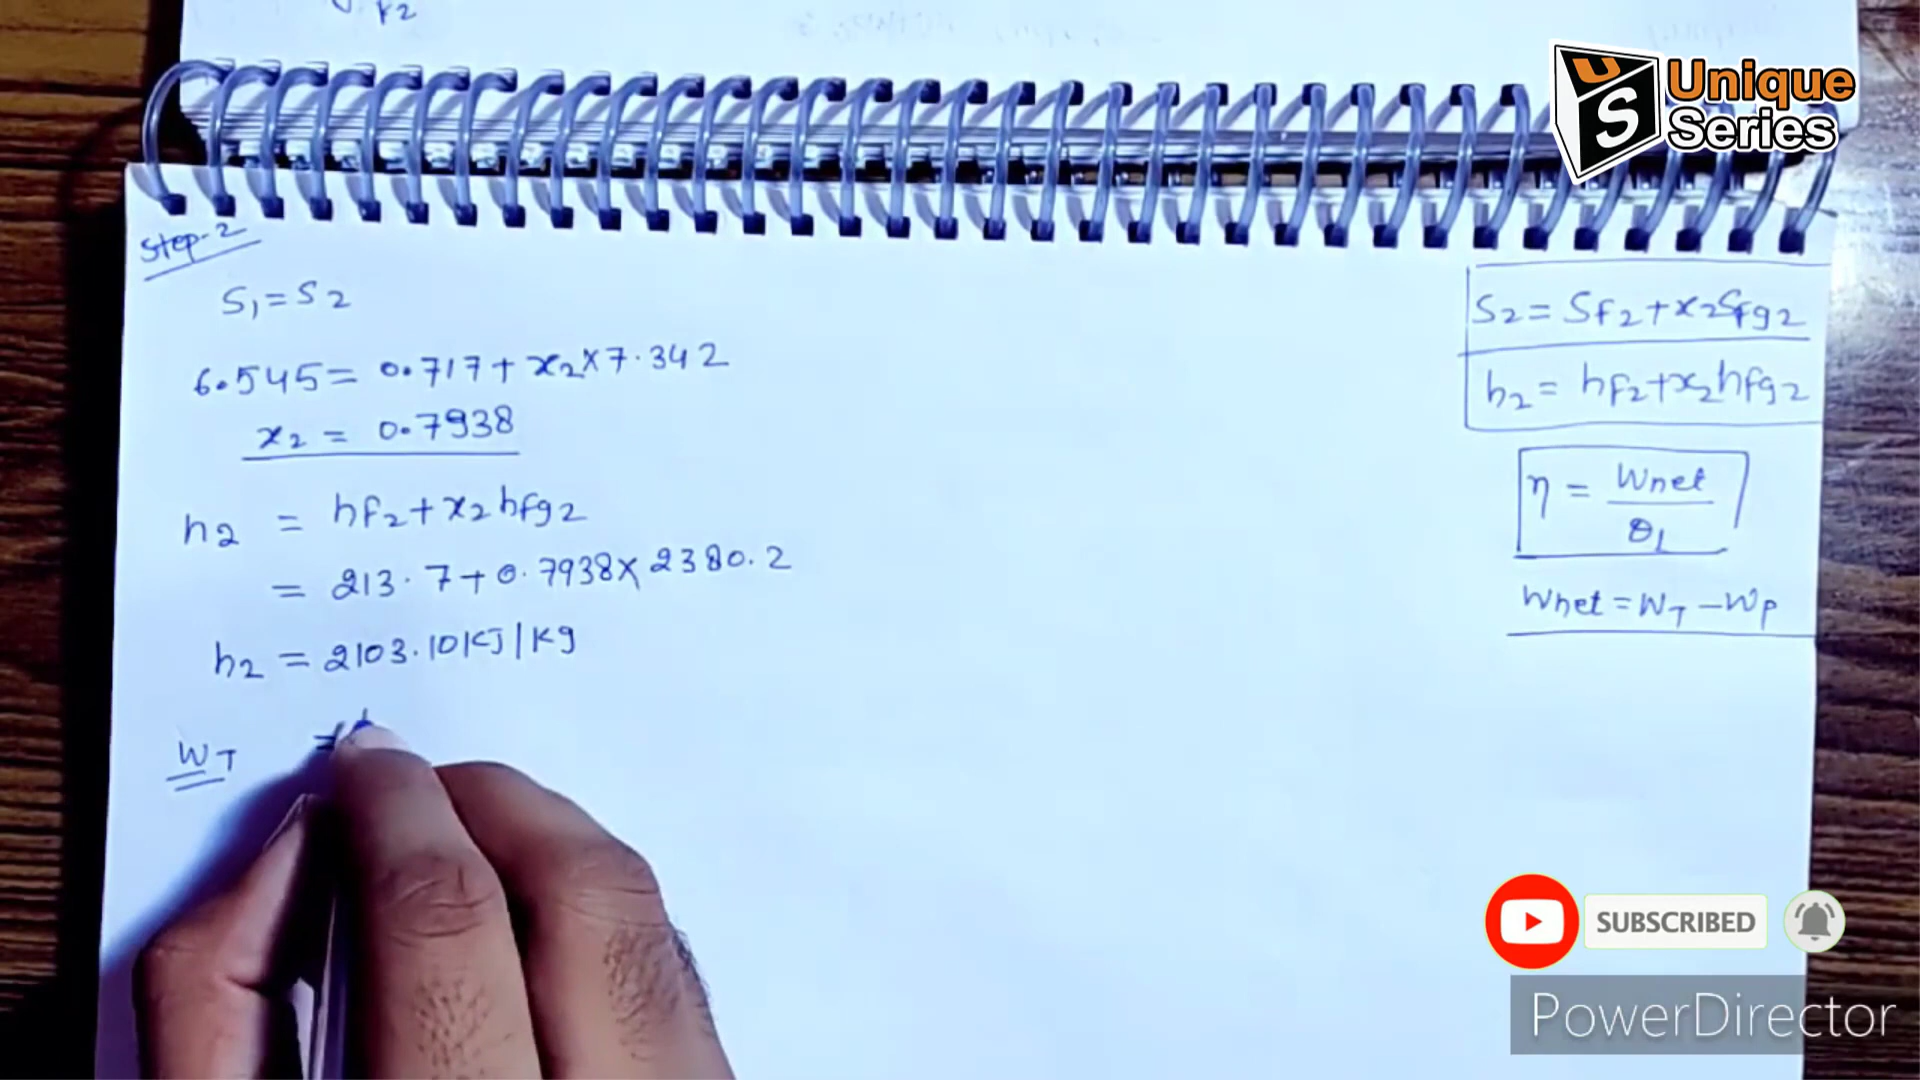 r2
US Unique Series
Step-2
S1 = S2
6.545 = 0.717 + x2 × 7.342
x2 = 0.7938
h2 = hf2 + x2 hfg2
= 213.7 + 0.7938 × 2380.2
h2 = 2103.10 KJ/Kg
WT =
S2 = Sf2 + x2 Sfg2
h2 = hf2 + x2 hfg2
η = Wnet / Q1
Wnet = WT - WP
SUBSCRIBED
PowerDirector